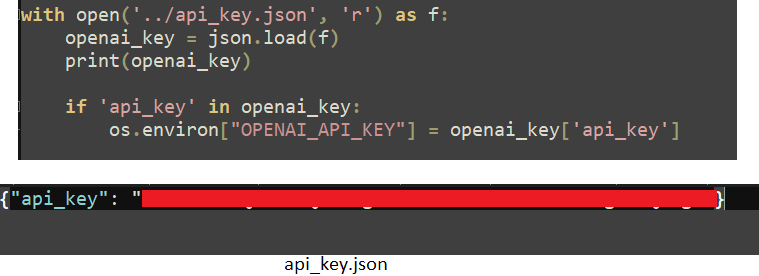 with open('../api_key.json', 'r') as f:
    openai_key = json.load(f)
    print(openai_key)
    if 'api_key' in openai_key:
        os.environ["OPENAI_API_KEY"] = openai_key['api_key']
{"api_key": "}
api_key.json